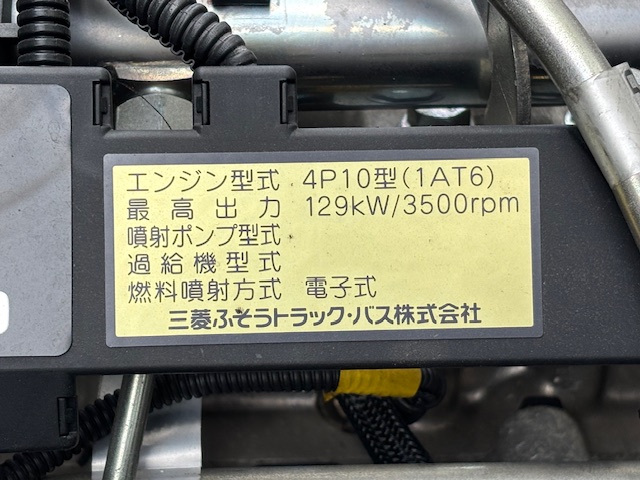 エンジン型式 4P10型(1AT6)
最高出力 129kW/3500rpm
噴射ポンプ型式
過給機型式
燃料噴射方式 電子式
三菱ふそうトラック・バス株式会社